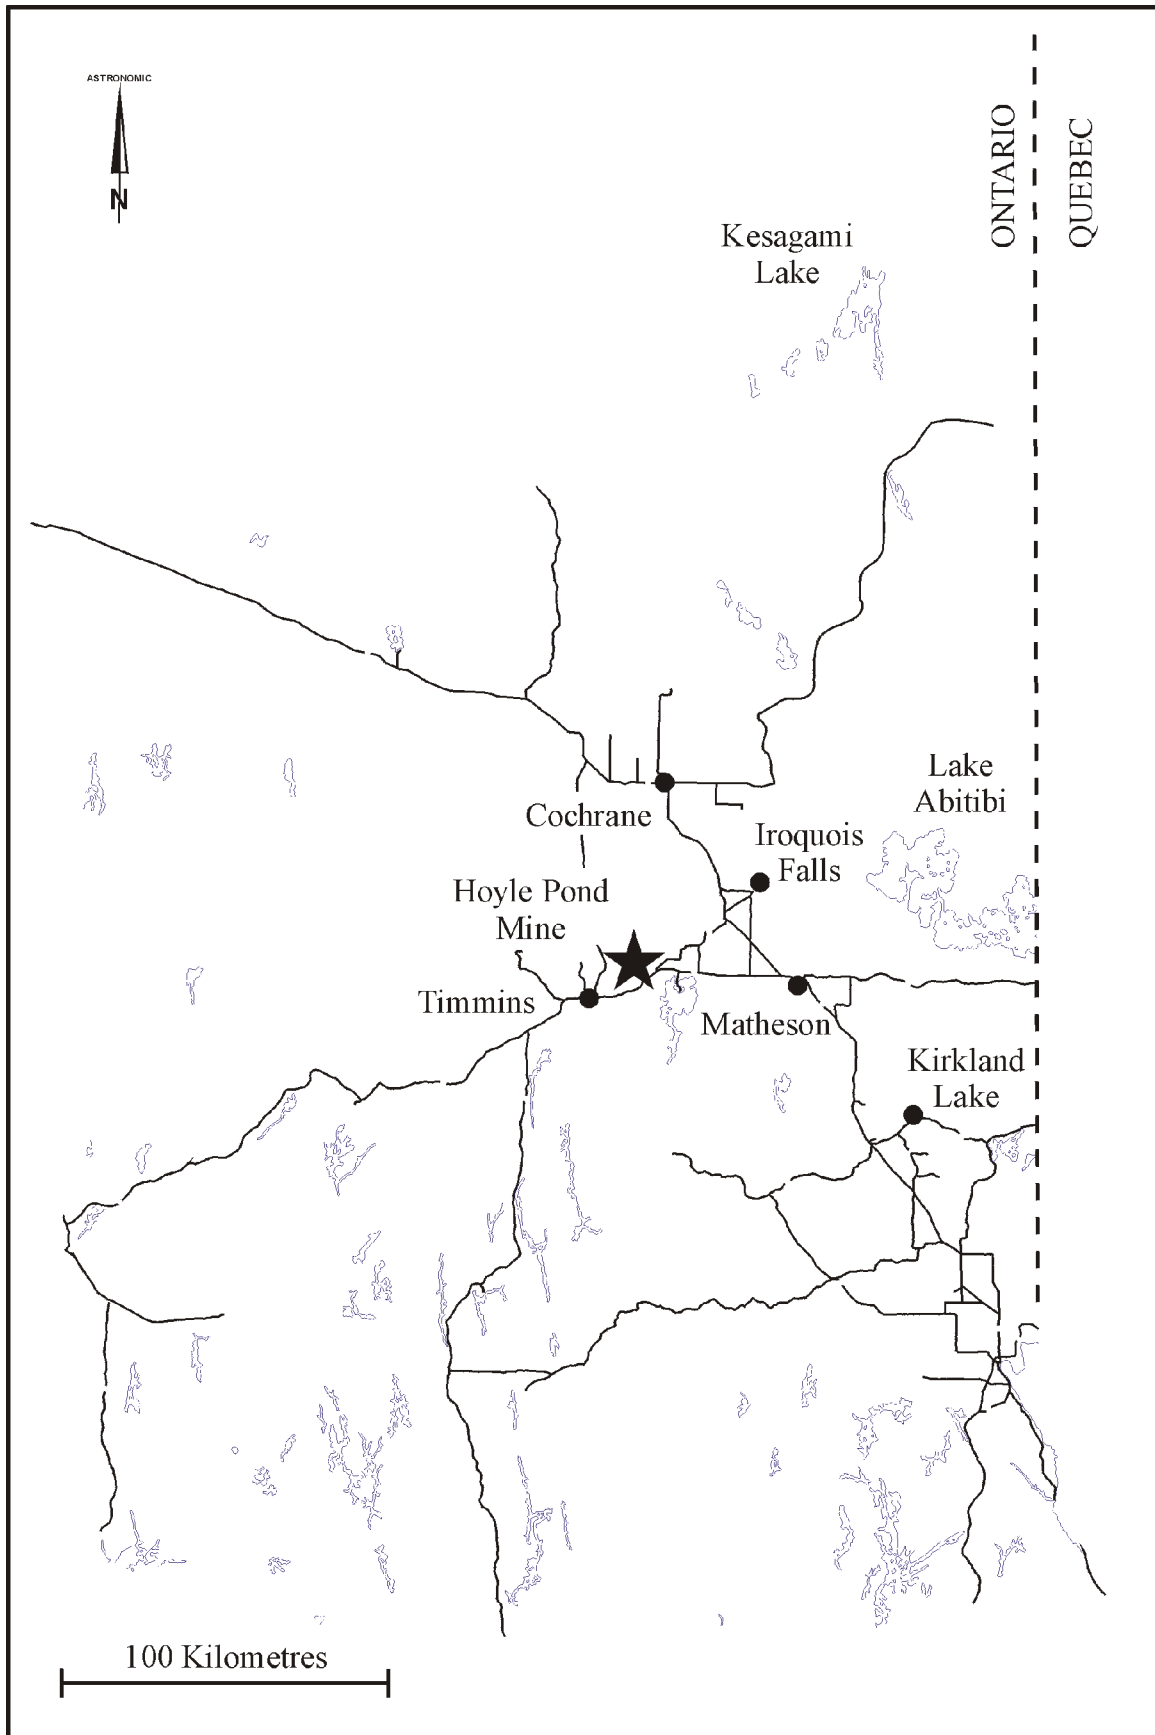 ASTRONOMIC
N
ONTARIO
QUEBEC
Kesagami
Lake
Lake
Abitibi
Cochrane
Iroquois
Falls
Hoyle Pond
Mine
Timmins
Matheson
Kirkland
Lake
100 Kilometres